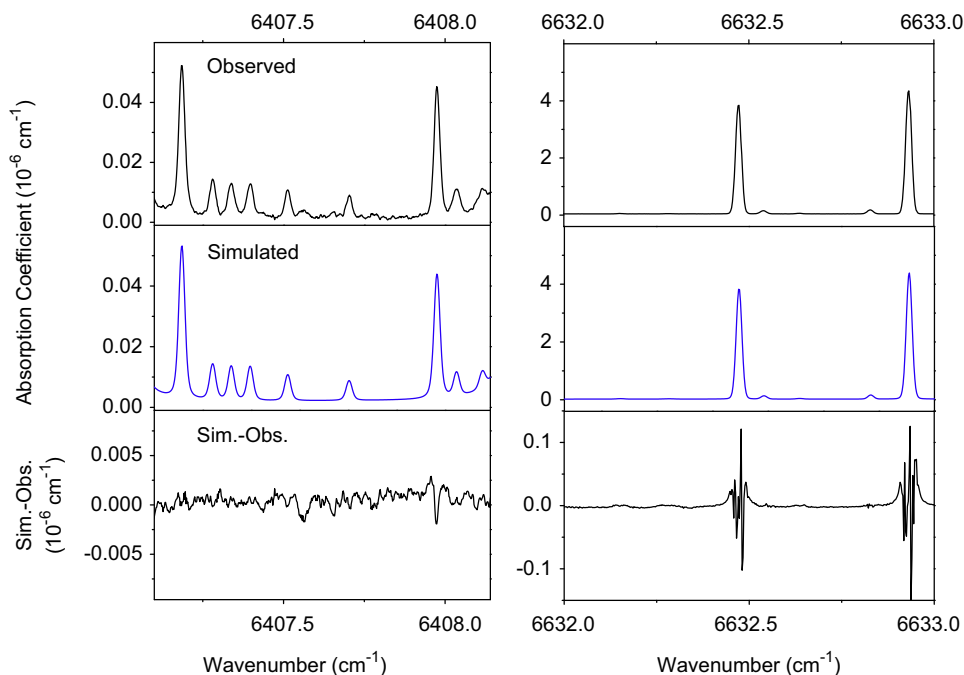 6407.5 6408.0
6632.0 6632.5 6633.0
Observed
0.04
0.02
0.00
4
2
0
Simulated
0.04
0.02
0.00
4
2
0
Absorption Coefficient (10⁻⁶ cm⁻¹)
Sim.-Obs.
0.005
0.000
-0.005
0.1
0.0
-0.1
Sim.-Obs.
(10⁻⁶ cm⁻¹)
6407.5 6408.0
6632.0 6632.5 6633.0
Wavenumber (cm⁻¹)
Wavenumber (cm⁻¹)